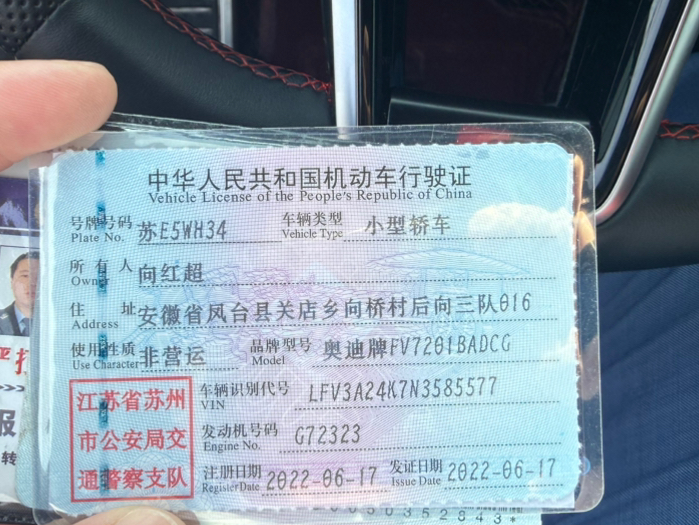 中华人民共和国机动车行驶证
Vehicle License of the People's Republic of China
号牌号码 苏E5WH34 车辆类型 小型轿车
Plate No. Vehicle Type
所有人 向红超
Owner
住址 安徽省凤台县关店乡向桥村后向三队016
Address
使用性质 非营运 品牌型号 奥迪牌FV7201BADCG
Use Character Model
江苏省苏州
市公安局交
通警察支队
车辆识别代号 LFV3A24K7N3585577
VIN
发动机号码 G72323
Engine No.
注册日期 2022-06-17 发证日期 2022-06-17
Register Date Issue Date